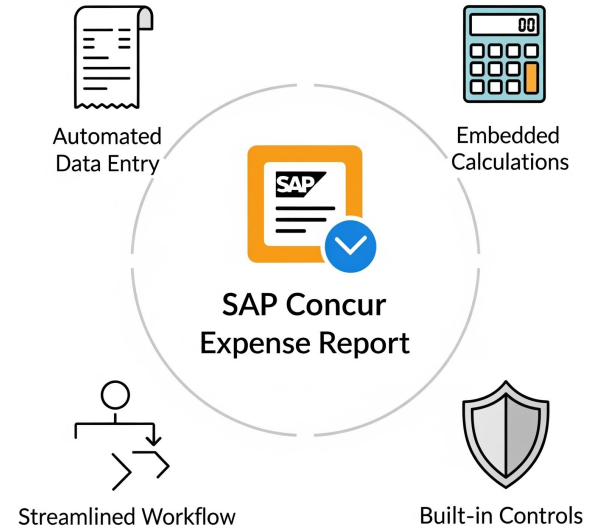 00
Automated
Data Entry
Embedded
Calculations
SAP
SAP Concur
Expense Report
Streamlined Workflow
Built-in Controls